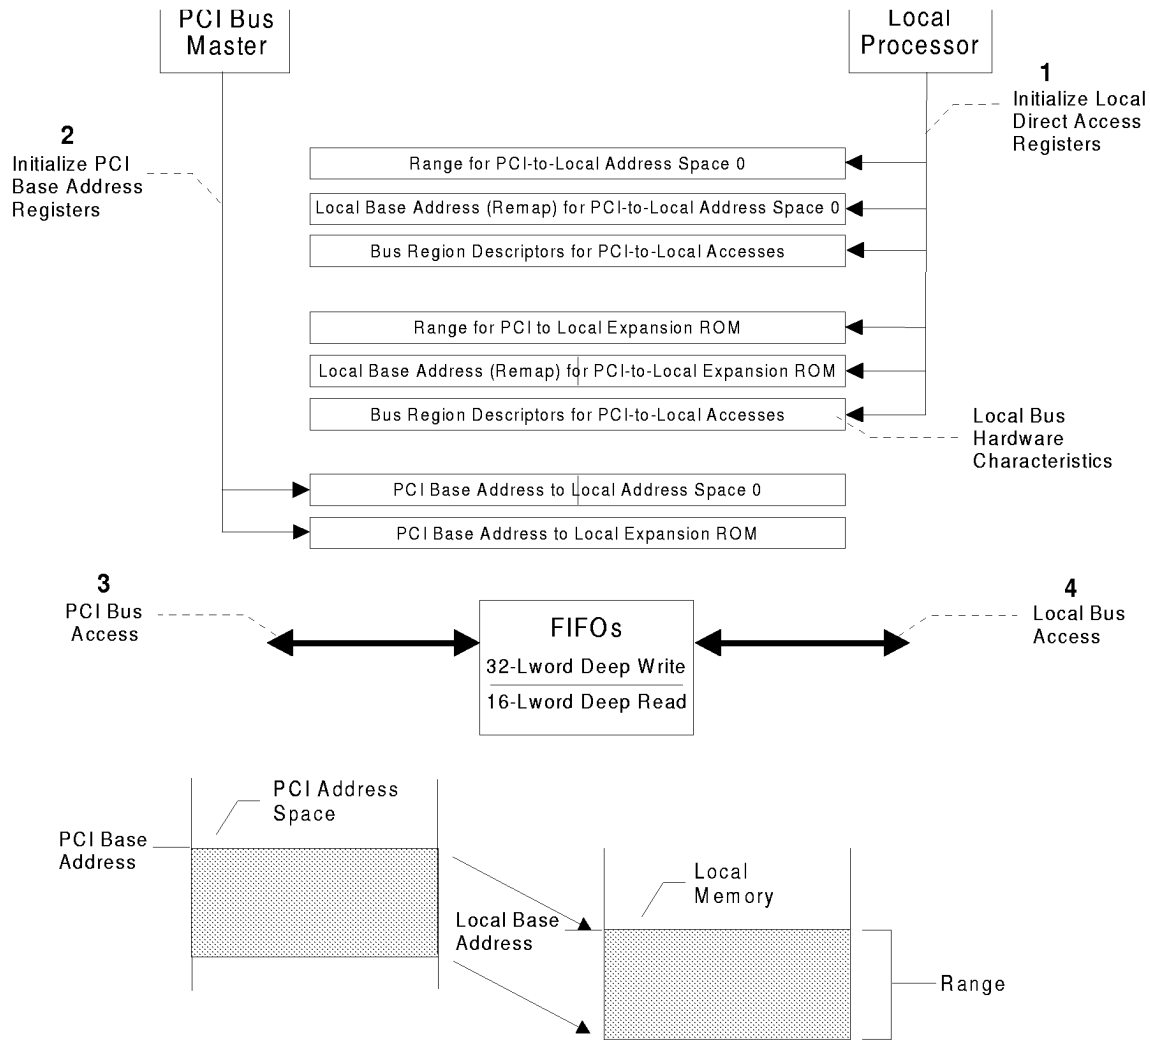 PCI Bus
Master
Local
Processor
1
Initialize Local
Direct Access
Registers
2
Initialize PCI
Base Address
Registers
Range for PCI-to-Local Address Space 0
Local Base Address (Remap) for PCI-to-Local Address Space 0
Bus Region Descriptors for PCI-to-Local Accesses
Range for PCI to Local Expansion ROM
Local Base Address (Remap) for PCI-to-Local Expansion ROM
Bus Region Descriptors for PCI-to-Local Accesses
Local Bus
Hardware
Characteristics
PCI Base Address to Local Address Space 0
PCI Base Address to Local Expansion ROM
3
PCI Bus
Access
FIFOs
32-Lword Deep Write
16-Lword Deep Read
4
Local Bus
Access
PCI Address
Space
PCI Base
Address
Local
Memory
Local Base
Address
Range